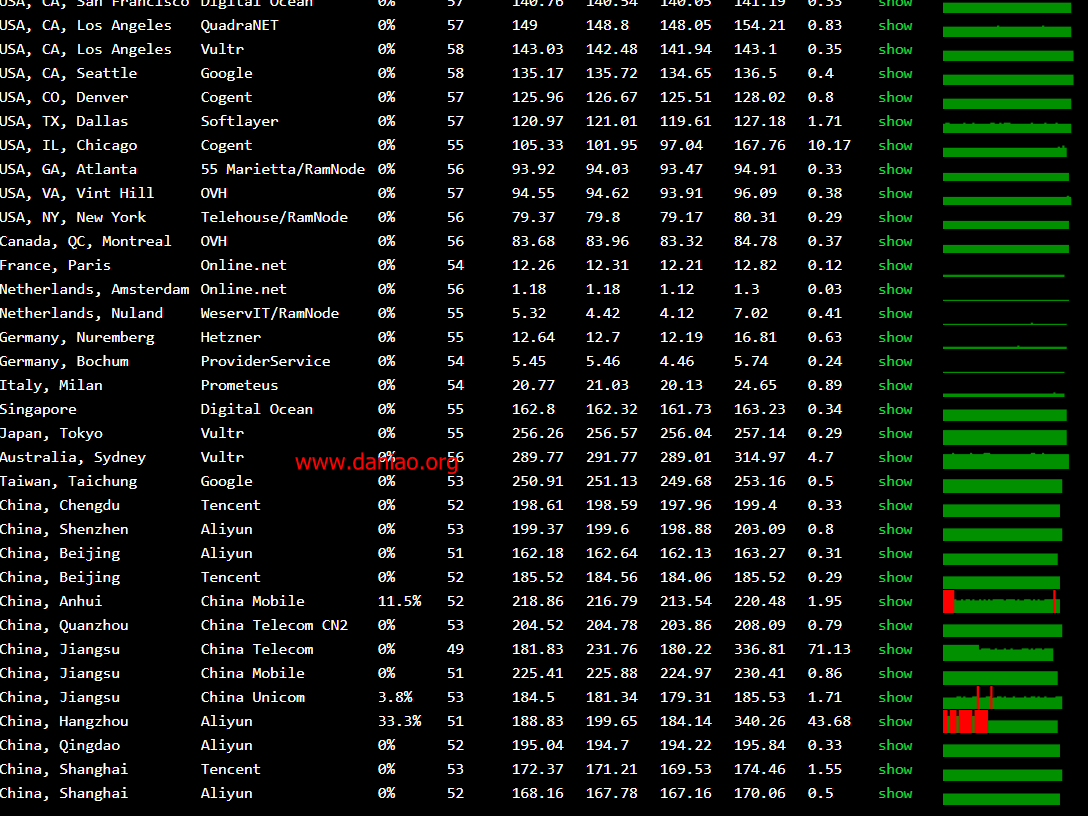 USA, CA, San Francisco Digital Ocean 0% 57 140.76 140.54 140.05 141.19 0.33 show
USA, CA, Los Angeles QuadraNET 0% 57 149 148.8 148.05 154.21 0.83 show
USA, CA, Los Angeles Vultr 0% 58 143.03 142.48 141.94 143.1 0.35 show
USA, CA, Seattle Google 0% 58 135.17 135.72 134.65 136.5 0.4 show
USA, CO, Denver Cogent 0% 57 125.96 126.67 125.51 128.02 0.8 show
USA, TX, Dallas Softlayer 0% 57 120.97 121.01 119.61 127.18 1.71 show
USA, IL, Chicago Cogent 0% 55 105.33 101.95 97.04 167.76 10.17 show
USA, GA, Atlanta 55 Marietta/RamNode 0% 56 93.92 94.03 93.47 94.91 0.33 show
USA, VA, Vint Hill OVH 0% 57 94.55 94.62 93.91 96.09 0.38 show
USA, NY, New York Telehouse/RamNode 0% 56 79.37 79.8 79.17 80.31 0.29 show
Canada, QC, Montreal OVH 0% 56 83.68 83.96 83.32 84.78 0.37 show
France, Paris Online.net 0% 54 12.26 12.31 12.21 12.82 0.12 show
Netherlands, Amsterdam Online.net 0% 56 1.18 1.18 1.12 1.3 0.03 show
Netherlands, Nuland WeservIT/RamNode 0% 55 5.32 4.42 4.12 7.02 0.41 show
Germany, Nuremberg Hetzner 0% 55 12.64 12.7 12.19 16.81 0.63 show
Germany, Bochum ProviderService 0% 54 5.45 5.46 4.46 5.74 0.24 show
Italy, Milan Prometeus 0% 54 20.77 21.03 20.13 24.65 0.89 show
Singapore Digital Ocean 0% 55 162.8 162.32 161.73 163.23 0.34 show
Japan, Tokyo Vultr 0% 55 256.26 256.57 256.04 257.14 0.29 show
Australia, Sydney Vultr 0% 56 289.77 291.77 289.01 314.97 4.7 show
www.daniao.org
Taiwan, Taichung Google 0% 53 250.91 251.13 249.68 253.16 0.5 show
China, Chengdu Tencent 0% 52 198.61 198.59 197.96 199.4 0.33 show
China, Shenzhen Aliyun 0% 53 199.37 199.6 198.88 203.09 0.8 show
China, Beijing Aliyun 0% 51 162.18 162.64 162.13 163.27 0.31 show
China, Beijing Tencent 0% 52 185.52 184.56 184.06 185.52 0.29 show
China, Anhui China Mobile 11.5% 52 218.86 216.79 213.54 220.48 1.95 show
China, Quanzhou China Telecom CN2 0% 53 204.52 204.78 203.86 208.09 0.79 show
China, Jiangsu China Telecom 0% 49 181.83 231.76 180.22 336.81 71.13 show
China, Jiangsu China Mobile 0% 51 225.41 225.88 224.97 230.41 0.86 show
China, Jiangsu China Unicom 3.8% 53 184.5 181.34 179.31 185.53 1.71 show
China, Hangzhou Aliyun 33.3% 51 188.83 199.65 184.14 340.26 43.68 show
China, Qingdao Aliyun 0% 52 195.04 194.7 194.22 195.84 0.33 show
China, Shanghai Tencent 0% 53 172.37 171.21 169.53 174.46 1.55 show
China, Shanghai Aliyun 0% 52 168.16 167.78 167.16 170.06 0.5 show